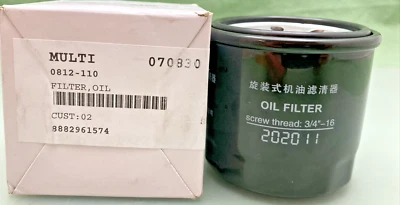 MULTI 070830
0812-110
FILTER,OIL
CUST:02
8882961574
旋装式机油滤清器
OIL FILTER
screw thread: 3/4"-16
202011